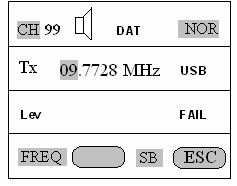 CH 99 DAT NOR
Tx 09.7728 MHz USB
Lev FAIL
FREQ SB ESC